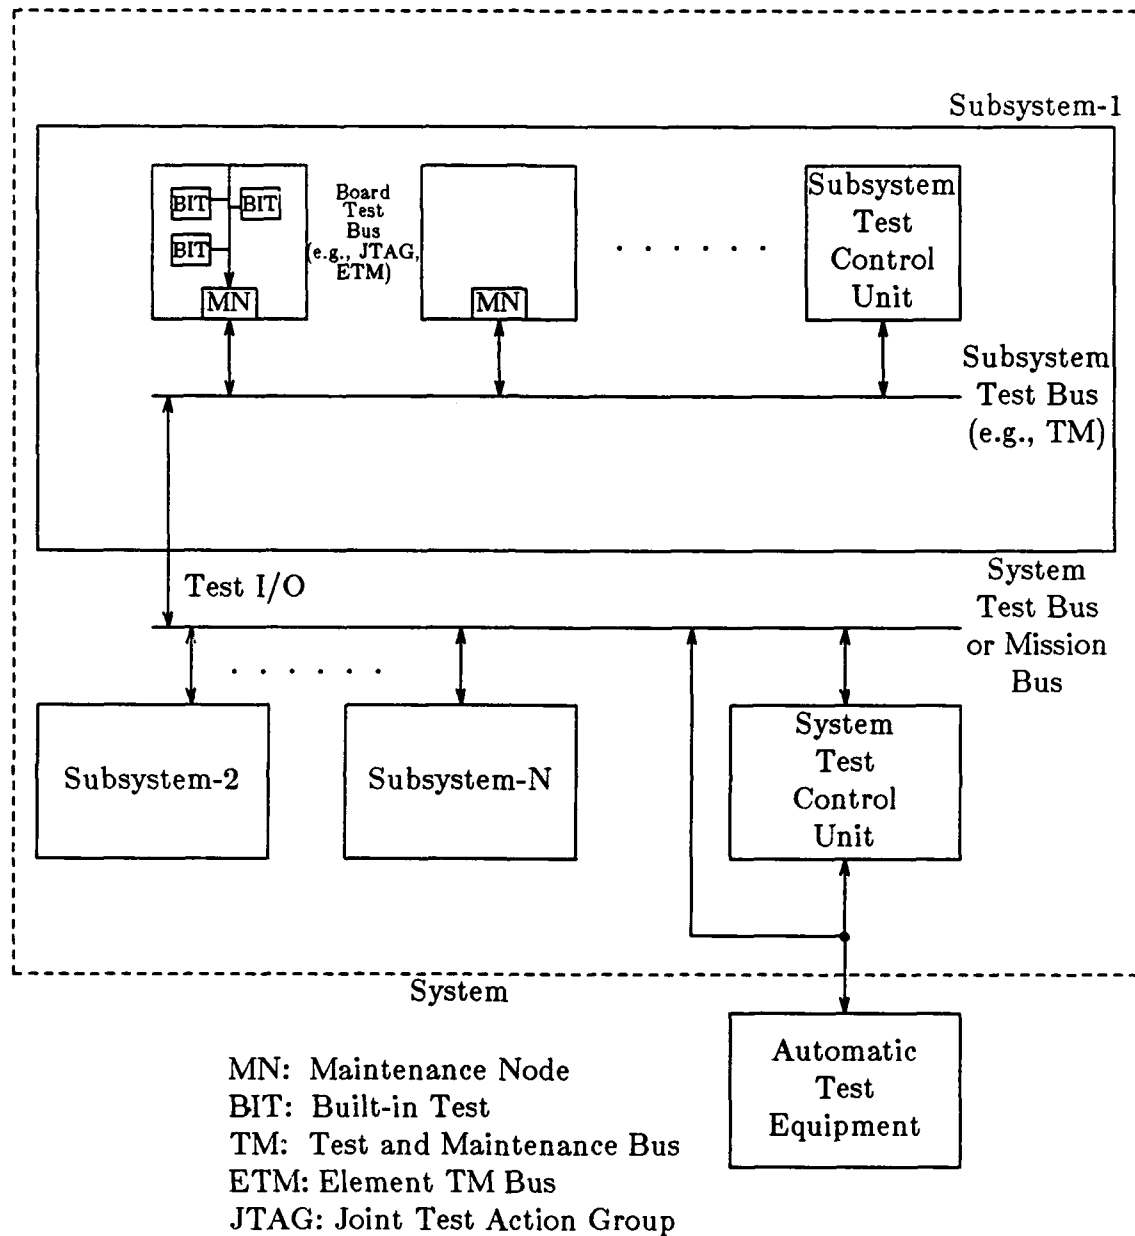 Subsystem-1
BIT
BIT
BIT
MN
Board
Test
Bus
(e.g., JTAG,
ETM)
MN
. . . . . . .
Subsystem
Test
Control
Unit
Subsystem
Test Bus
(e.g., TM)
Test I/O
System
Test Bus
or Mission
Bus
. . . . . . .
Subsystem-2
Subsystem-N
System
Test
Control
Unit
System
Automatic
Test
Equipment
MN: Maintenance Node
BIT: Built-in Test
TM: Test and Maintenance Bus
ETM: Element TM Bus
JTAG: Joint Test Action Group